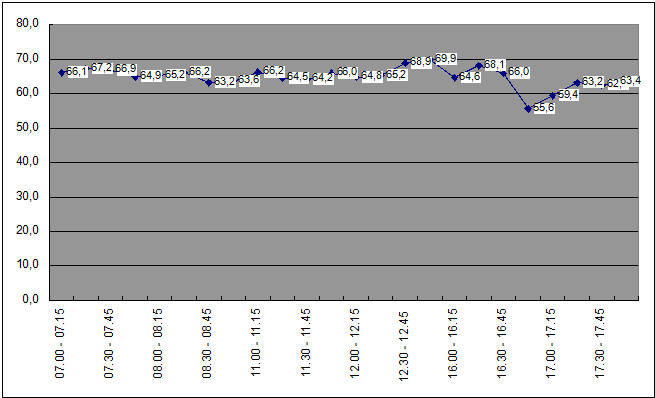 80,0
70,0
60,0
50,0
40,0
30,0
20,0
10,0
0,0
66,1
67,2
66,9
64,9
65,2
66,2
63,2
63,6
66,2
64,5
64,2
66,0
64,8
65,2
68,9
69,9
64,6
68,1
66,0
55,6
59,4
63,2
62,
63,4
07.00 - 07.15
07.30 - 07.45
08.00 - 08.15
08.30 - 08.45
11.00 - 11.15
11.30 - 11.45
12.00 - 12.15
12.30 - 12.45
16.00 - 16.15
16.30 - 16.45
17.00 - 17.15
17.30 - 17.45